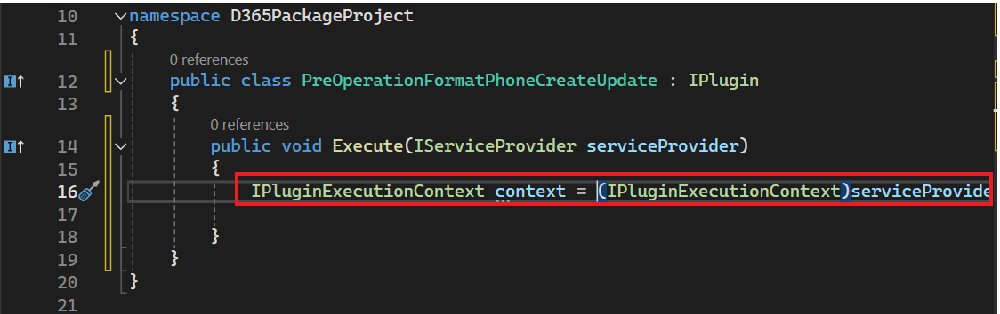 10 namespace D365PackageProject
11 {
0 references
12 public class PreOperationFormatPhoneCreateUpdate : IPlugin
13 {
0 references
14 public void Execute(IServiceProvider serviceProvider)
15 {
16 IPluginExecutionContext context = (IPluginExecutionContext)serviceProvide
17
18 }
19 }
20 }
21